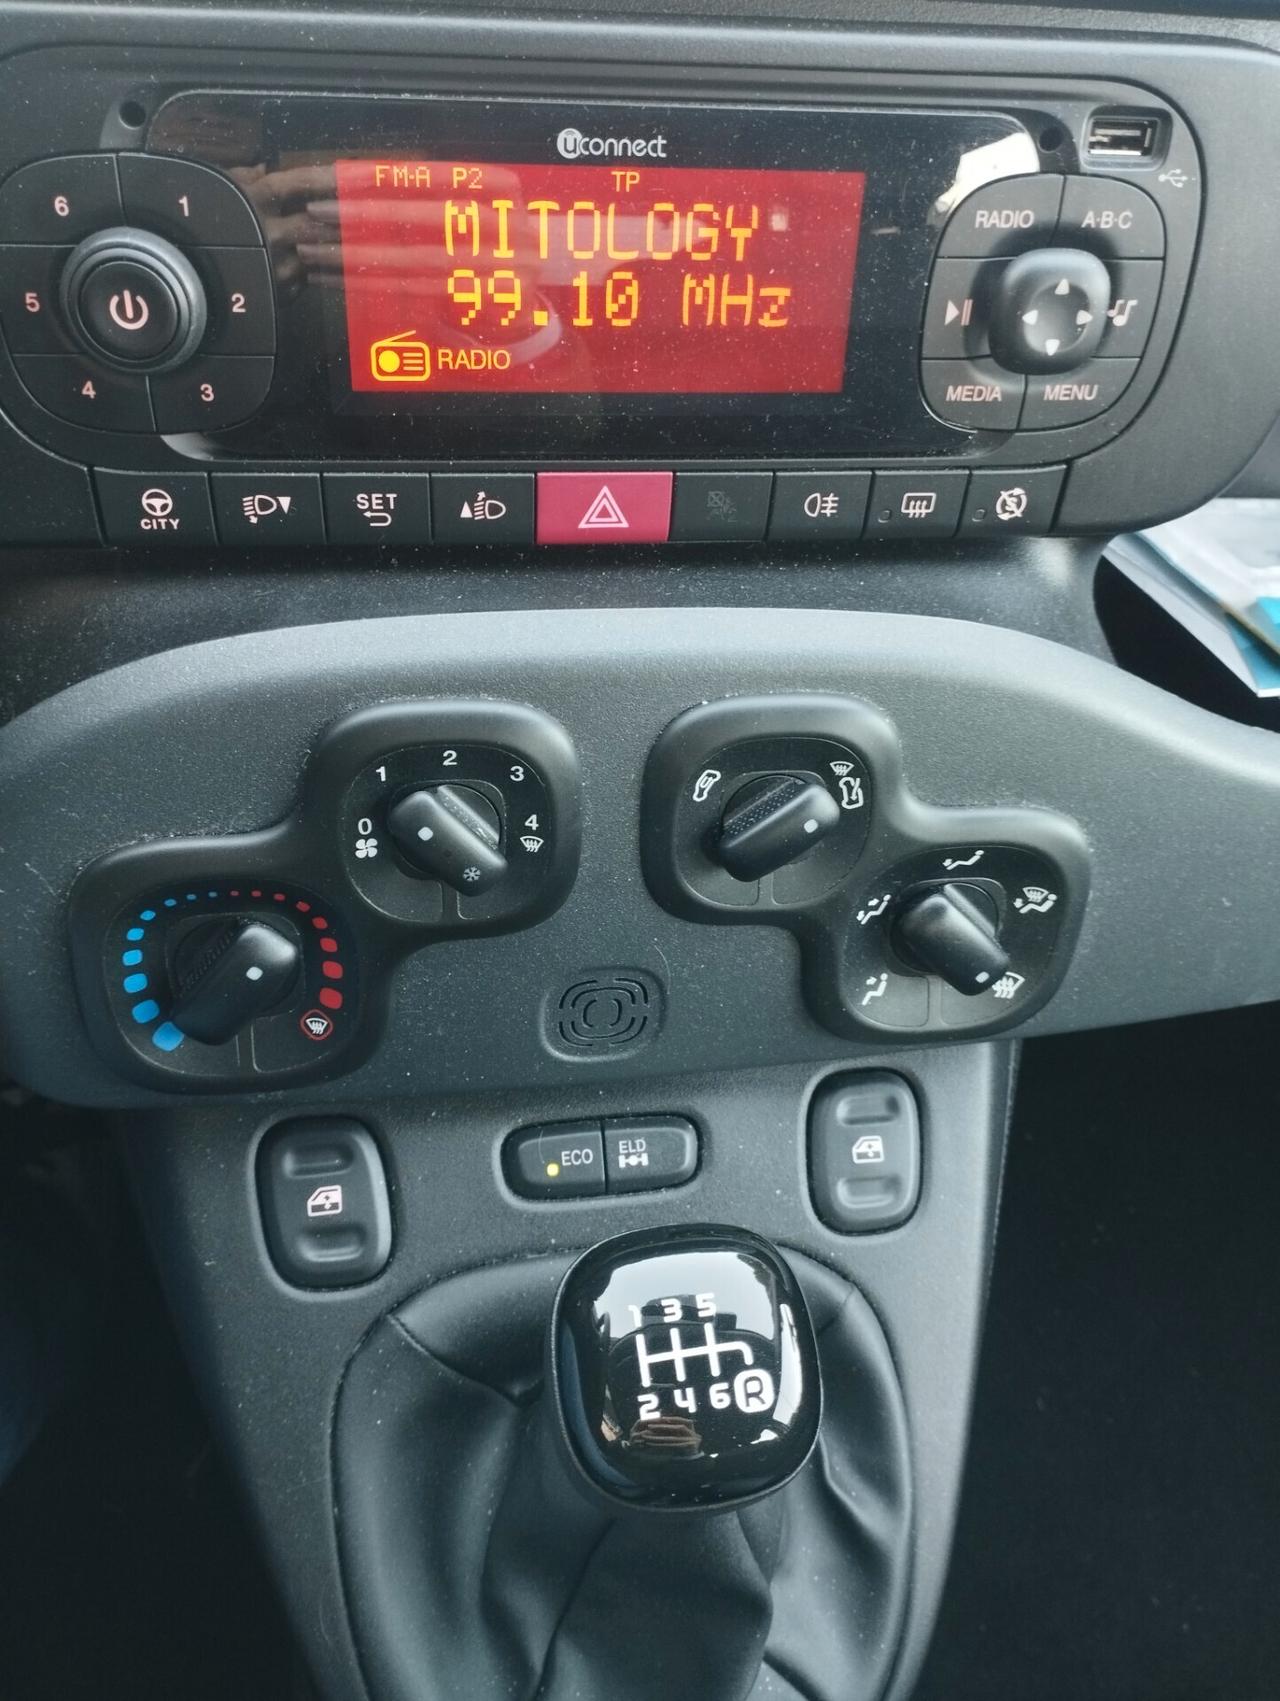 uconnect
FM-A P2 TP
MITOLOGY
99.10 MHz
RADIO
6 1
5 2
4 3
RADIO A·B·C
MEDIA MENU
CITY
SET
0 1 2 3 4
ECO
ELD
1 3 5
2 4 6 R